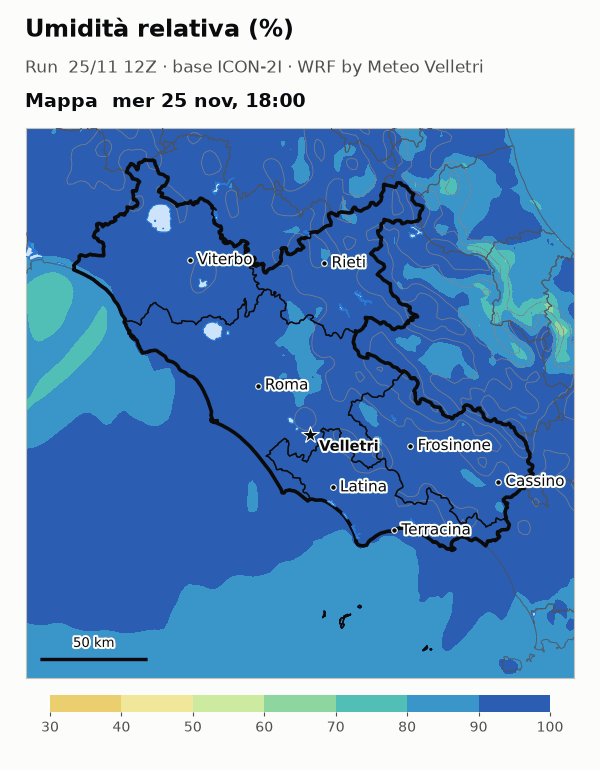 Umidità relativa (%)
Run  25/11 12Z · base ICON-2I · WRF by Meteo Velletri
Mappa  mer 25 nov, 18:00
Viterbo
Rieti
Roma
Velletri
Frosinone
Latina
Cassino
Terracina
50 km
30 40 50 60 70 80 90 100